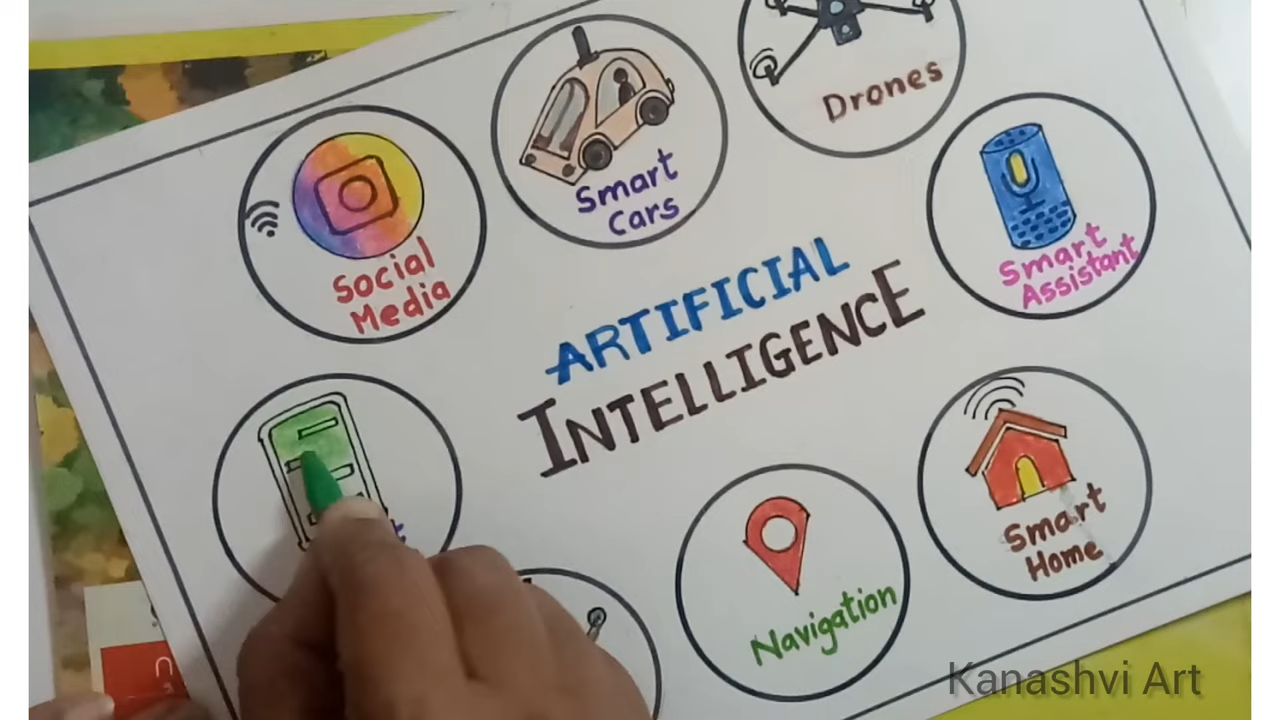 Drones
Smart
Cars
Social
Media
Smart
Assistant
ARTIFICIAL
INTELLIGENCE
Smart
Home
Navigation
Kanashvi Art